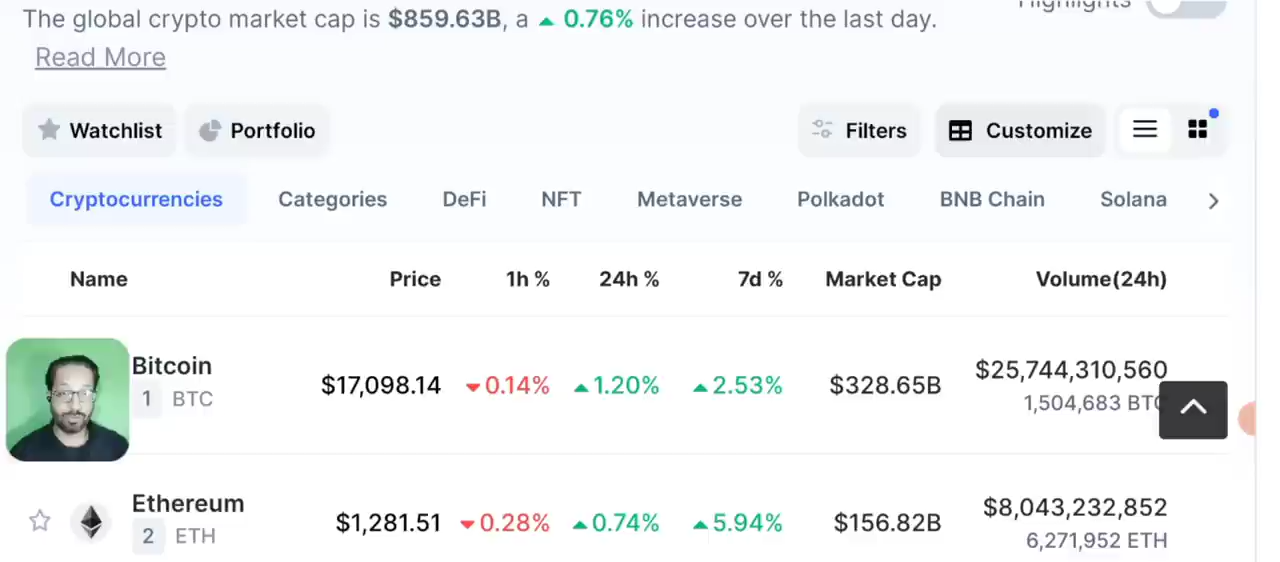 Highlights
The global crypto market cap is $859.63B, a ▲ 0.76% increase over the last day.
Read More
Watchlist Portfolio Filters Customize
Cryptocurrencies Categories DeFi NFT Metaverse Polkadot BNB Chain Solana
Name Price 1h % 24h % 7d % Market Cap Volume(24h)
Bitcoin $17,098.14 0.14% 1.20% 2.53% $328.65B $25,744,310,560
1 BTC 1,504,683 BTC
Ethereum $1,281.51 0.28% 0.74% 5.94% $156.82B $8,043,232,852
2 ETH 6,271,952 ETH